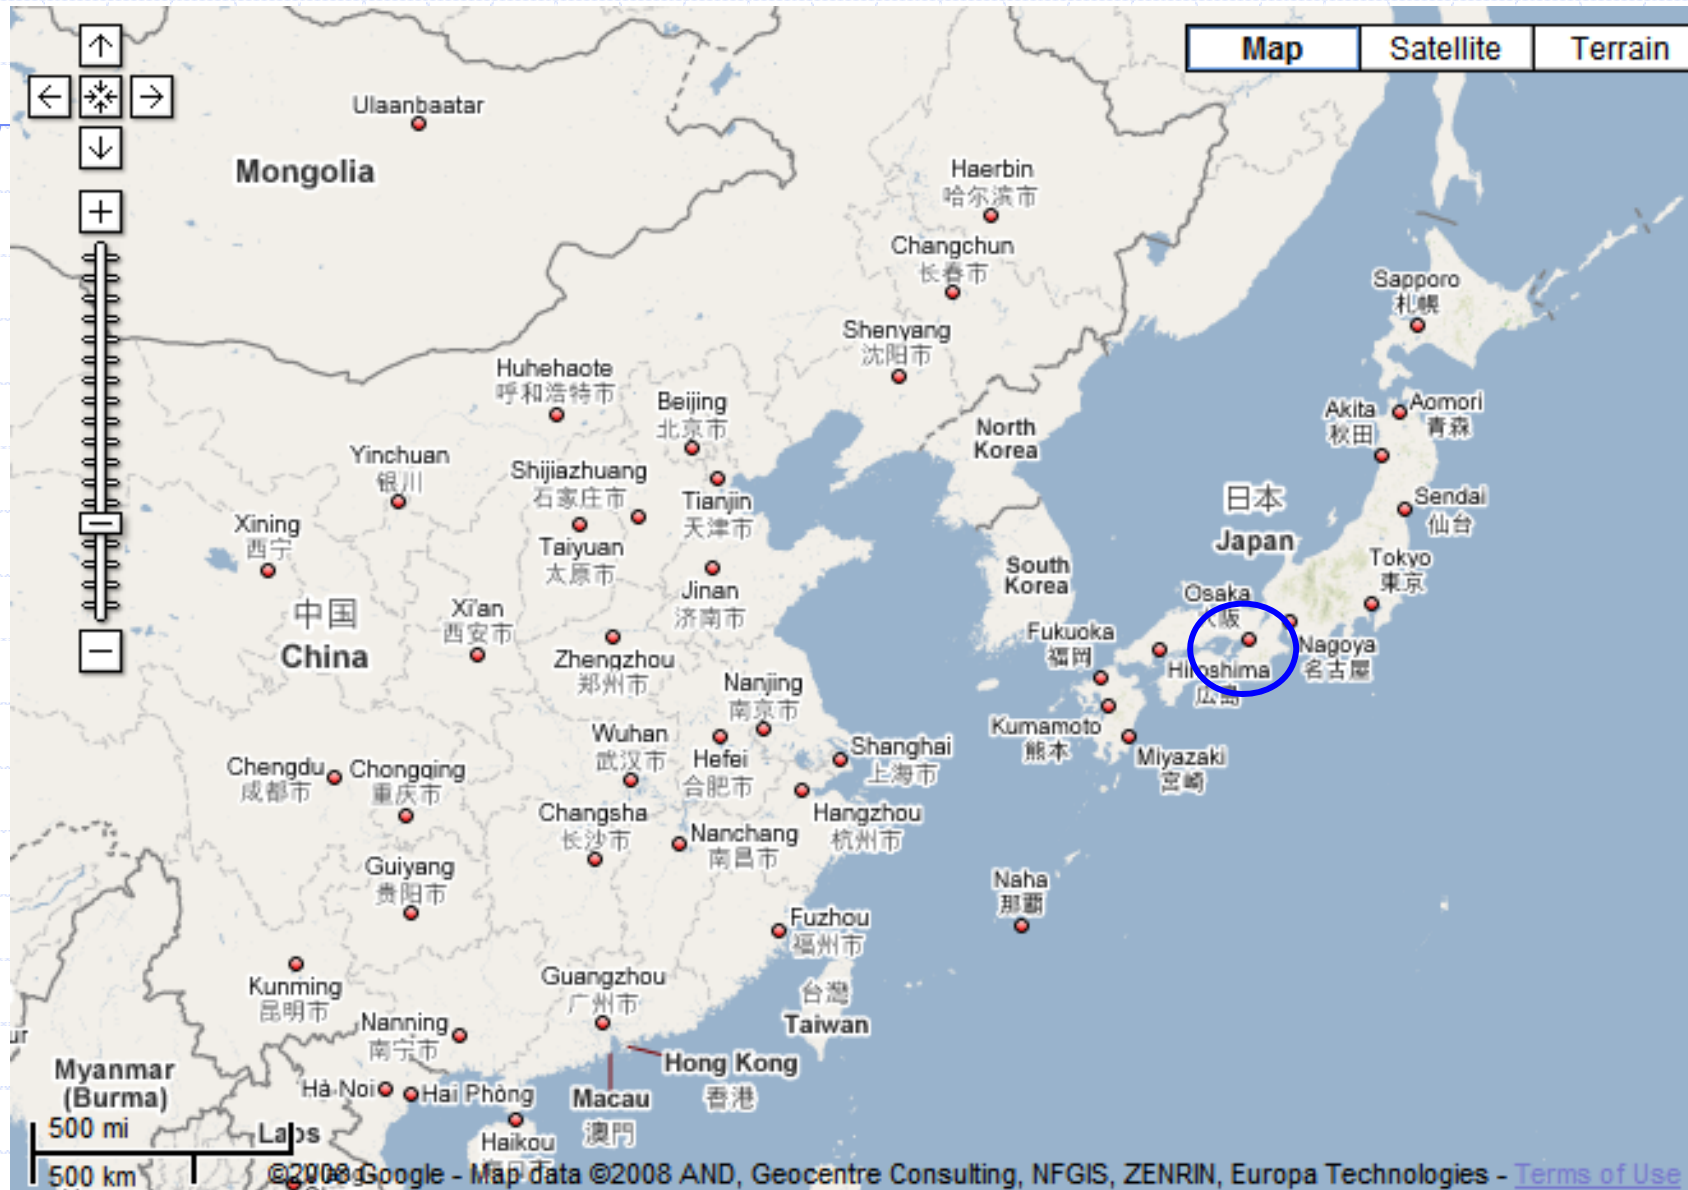 Map
Satellite
Terrain
Ulaanbaatar
Mongolia
Haerbin
哈尔滨市
Changchun
长春市
Sapporo
札幌
Shenyang
沈阳市
Huhehaote
呼和浩特市
Beijing
北京市
Akita
秋田
Aomori
青森
North
Korea
Yinchuan
银川
Shijiazhuang
石家庄市
Tianjin
天津市
日本
Japan
Sendai
仙台
Xining
西宁
Taiyuan
太原市
Jinan
济南市
South
Korea
Tokyo
東京
Osaka
大阪
中国
China
Xi'an
西安市
Zhengzhou
郑州市
Fukuoka
福岡
Hiroshima
広島
Nagoya
名古屋
Nanjing
南京市
Wuhan
武汉市
Hefei
合肥市
Shanghai
上海市
Kumamoto
熊本
Miyazaki
宮崎
Chengdu
成都市
Chongqing
重庆市
Changsha
长沙市
Nanchang
南昌市
Hangzhou
杭州市
Guiyang
贵阳市
Naha
那覇
Fuzhou
福州市
Kunming
昆明市
Guangzhou
广州市
台灣
Taiwan
Nanning
南宁市
ur
Myanmar
(Burma)
Hà Noi
Hai Phòng
Hong Kong
香港
Macau
澳門
Laos
Haikou
500 mi
500 km
©2008 Google - Map data ©2008 AND, Geocentre Consulting, NFGIS, ZENRIN, Europa Technologies - Terms of Use